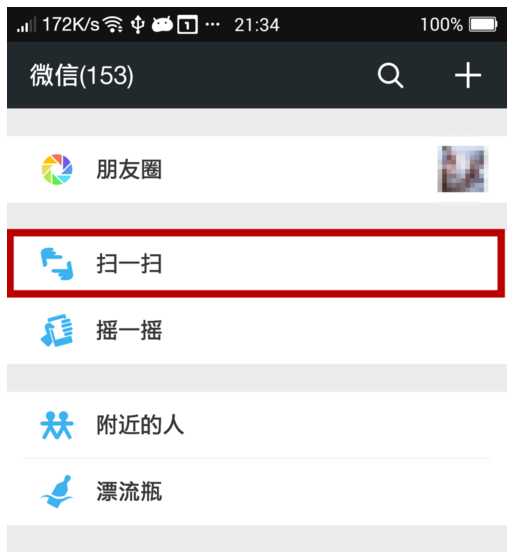 172K/s 1 ··· 21:34 100%
微信(153)
朋友圈
扫一扫
摇一摇
附近的人
漂流瓶